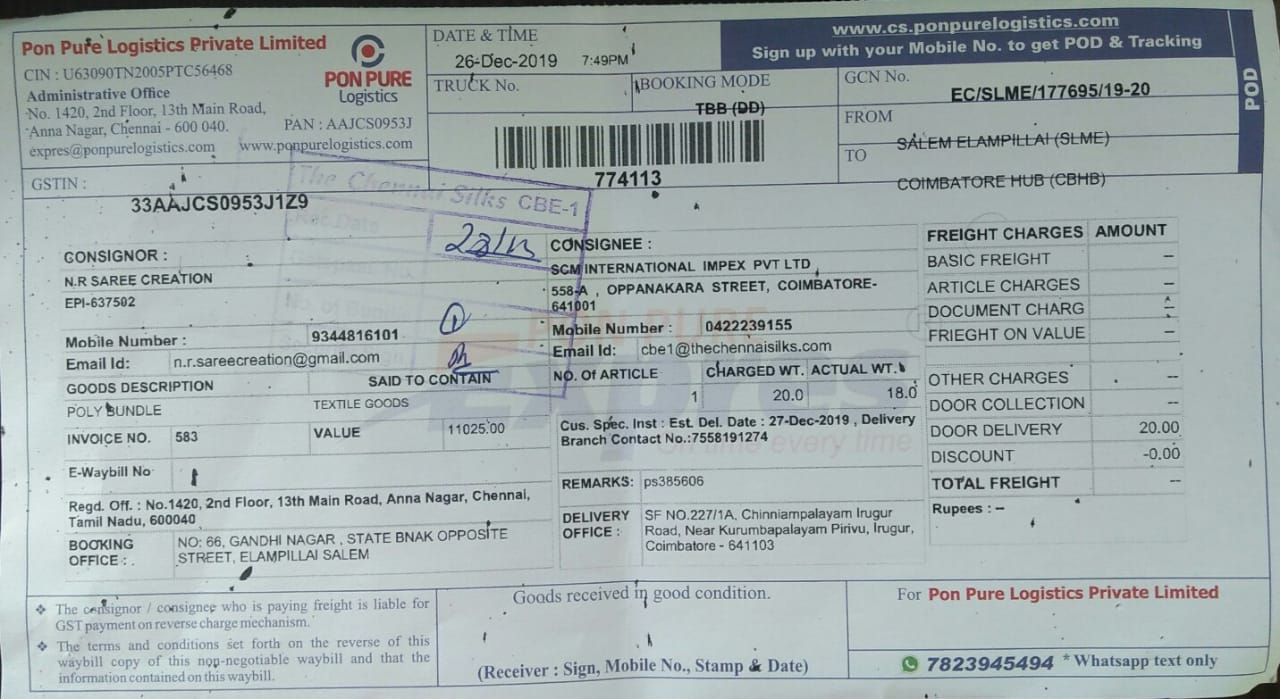 Pon Pure Logistics Private Limited
CIN : U63090TN2005PTC56468
Administrative Office
No. 1420, 2nd Floor, 13th Main Road,
Anna Nagar, Chennai - 600 040.
PAN : AAJCS0953J
expres@ponpurelogistics.com www.ponpurelogistics.com
PON PURE
Logistics
GSTIN :
33AAJCS0953J1Z9
DATE & TIME
26-Dec-2019 7:49PM
TRUCK No.
BOOKING MODE
TBB (DD)
774113
www.cs.ponpurelogistics.com
Sign up with your Mobile No. to get POD & Tracking
GCN No.
EC/SLME/177695/19-20
FROM
SALEM ELAMPILLAI (SLME)
TO
COIMBATORE HUB (CBHB)
POD
The Chennai Silks CBE-1
CONSIGNOR :
N.R SAREE CREATION
EPI-637502
Mobile Number : 9344816101
Email Id: n.r.sareecreation@gmail.com
GOODS DESCRIPTION SAID TO CONTAIN
POLY BUNDLE TEXTILE GOODS
INVOICE NO. 583 VALUE 11025.00
E-Waybill No
Regd. Off. : No.1420, 2nd Floor, 13th Main Road, Anna Nagar, Chennai,
Tamil Nadu, 600040
BOOKING OFFICE : NO: 66, GANDHI NAGAR , STATE BNAK OPPOSITE
STREET, ELAMPILLAI SALEM
CONSIGNEE :
SCM INTERNATIONAL IMPEX PVT LTD
558-A , OPPANAKARA STREET, COIMBATORE-
641001
Mobile Number : 0422239155
Email Id: cbe1@thechennaisilks.com
NO. Of ARTICLE CHARGED WT. ACTUAL WT.
1 20.0 18.0
Cus. Spec. Inst : Est. Del. Date : 27-Dec-2019 , Delivery
Branch Contact No.:7558191274
REMARKS: ps385606
DELIVERY OFFICE : SF NO.227/1A, Chinniampalayam Irugur
Road, Near Kurumbapalayam Pirivu, Irugur,
Coimbatore - 641103
FREIGHT CHARGES AMOUNT
BASIC FREIGHT --
ARTICLE CHARGES --
DOCUMENT CHARG --
FRIEGHT ON VALUE --
OTHER CHARGES --
DOOR COLLECTION --
DOOR DELIVERY 20.00
DISCOUNT -0.00
TOTAL FREIGHT --
Rupees : --
❖ The consignor / consignee who is paying freight is liable for
GST payment on reverse charge mechanism.
❖ The terms and conditions set forth on the reverse of this
waybill copy of this non-negotiable waybill and that the
information contained on this waybill.
Goods received in good condition.
(Receiver : Sign, Mobile No., Stamp & Date)
For Pon Pure Logistics Private Limited
7823945494 * Whatsapp text only